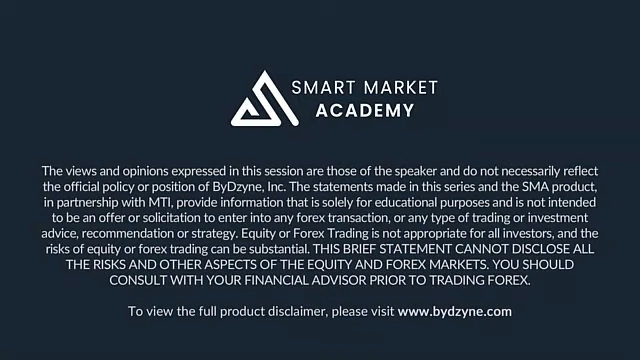 SMART MARKET
ACADEMY
The views and opinions expressed in this session are those of the speaker and do not necessarily reflect
the official policy or position of ByDzyne, Inc. The statements made in this series and the SMA product,
in partnership with MTI, provide information that is solely for educational purposes and is not intended
to be an offer or solicitation to enter into any forex transaction, or any type of trading or investment
advice, recommendation or strategy. Equity or Forex Trading is not appropriate for all investors, and the
risks of equity or forex trading can be substantial. THIS BRIEF STATEMENT CANNOT DISCLOSE ALL
THE RISKS AND OTHER ASPECTS OF THE EQUITY AND FOREX MARKETS. YOU SHOULD
CONSULT WITH YOUR FINANCIAL ADVISOR PRIOR TO TRADING FOREX.
To view the full product disclaimer, please visit www.bydzyne.com